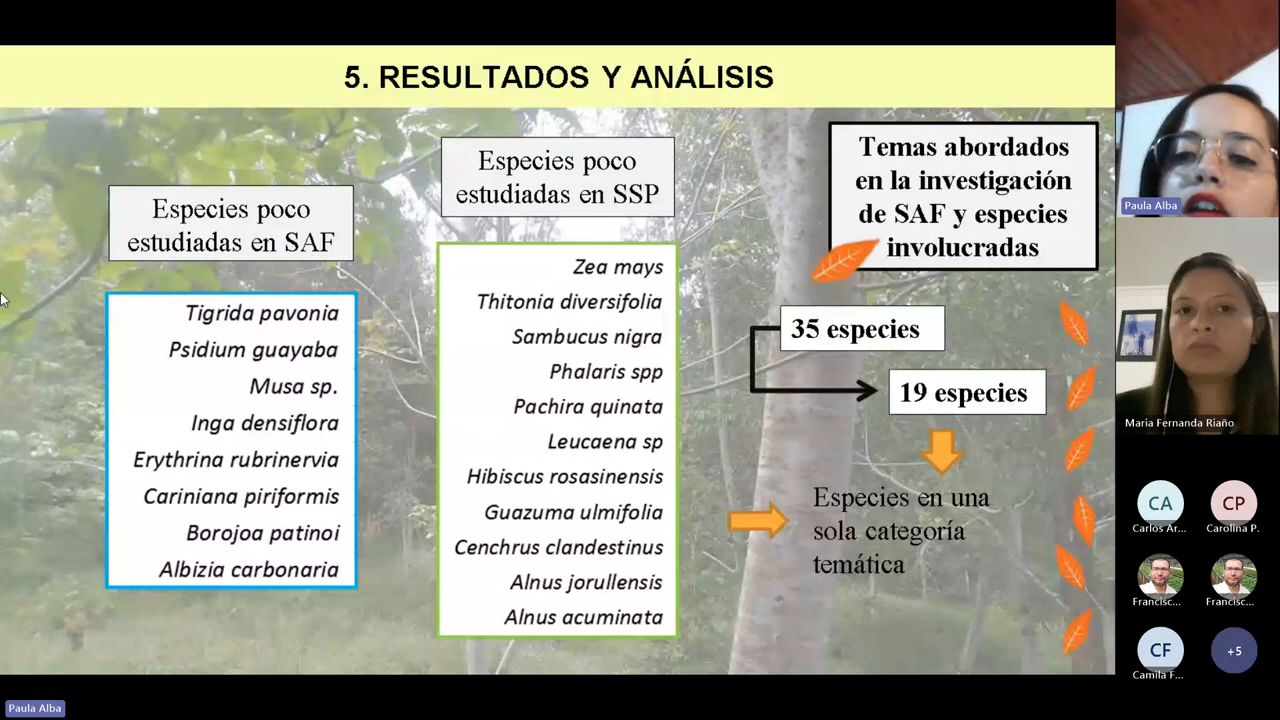 5. RESULTADOS Y ANÁLISIS
Especies poco
estudiadas en SAF
Tigrida pavonia
Psidium guayaba
Musa sp.
Inga densiflora
Erythrina rubrinervia
Cariniana piriformis
Borojoa patinoi
Albizia carbonaria
Especies poco
estudiadas en SSP
Zea mays
Thitonia diversifolia
Sambucus nigra
Phalaris spp
Pachira quinata
Leucaena sp
Hibiscus rosasinensis
Guazuma ulmifolia
Cenchrus clandestinus
Alnus jorullensis
Alnus acuminata
Temas abordados
en la investigación
de SAF y especies
involucradas
35 especies
19 especies
Especies en una
sola categoría
temática
Paula Alba
Maria Fernanda Riaño
CA
Carlos Ar...
CP
Carolina P.
Francisc...
Francisc...
CF
Camila F...
+5
Paula Alba